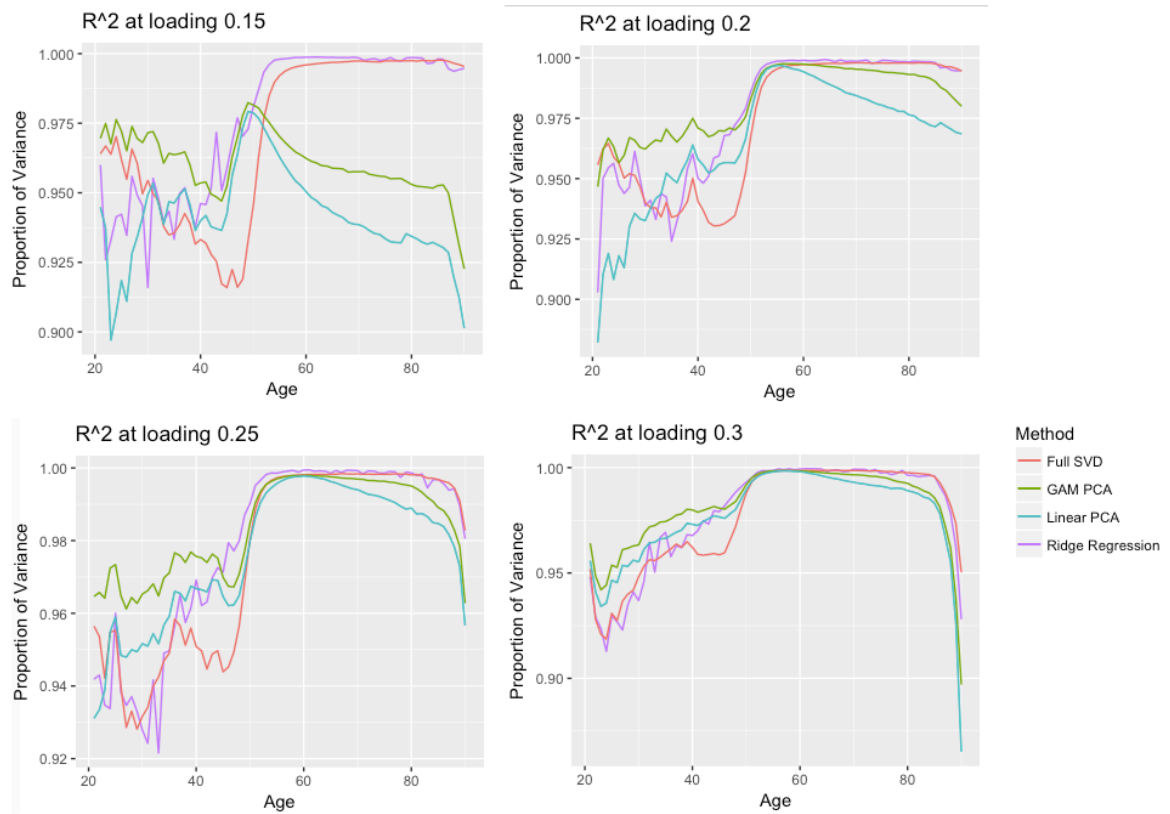 R^2 at loading 0.15
1.000
0.975
0.950
0.925
0.900
Proportion of Variance
20 40 60 80
Age
R^2 at loading 0.2
1.000
0.975
0.950
0.925
0.900
Proportion of Variance
20 40 60 80
Age
R^2 at loading 0.25
1.00
0.98
0.96
0.94
0.92
Proportion of Variance
20 40 60 80
Age
R^2 at loading 0.3
1.00
0.95
0.90
Proportion of Variance
20 40 60 80
Age
Method
Full SVD
GAM PCA
Linear PCA
Ridge Regression